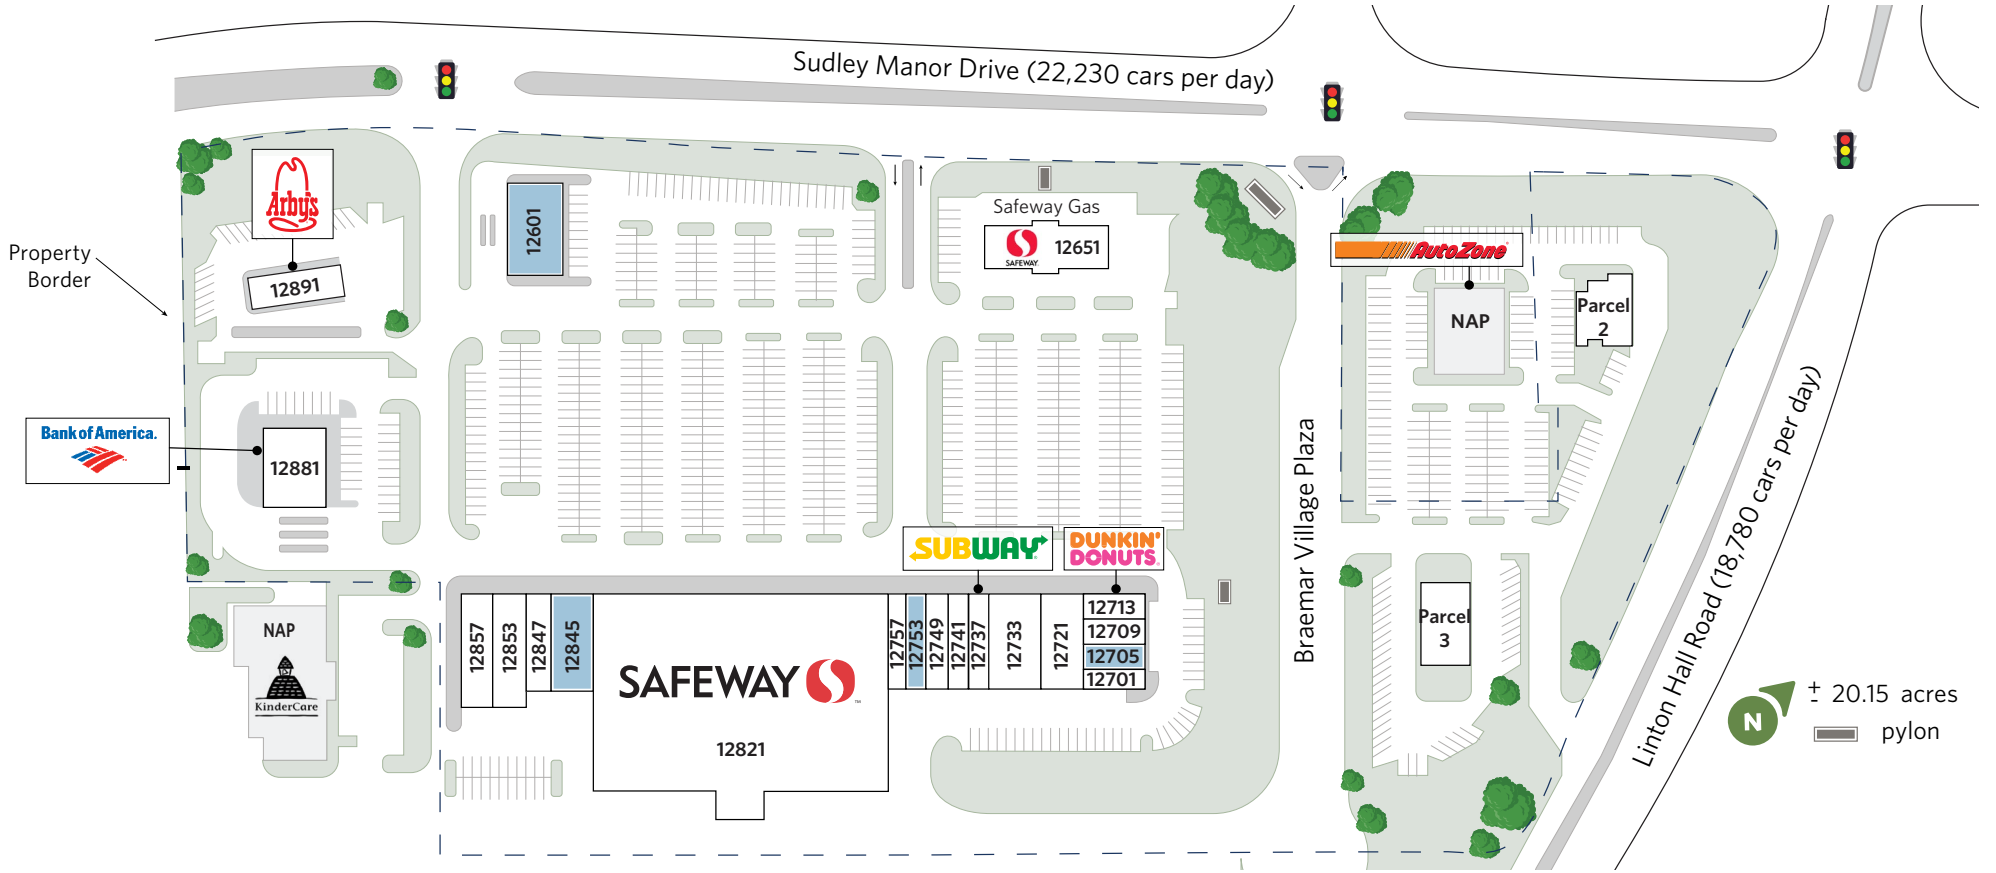 Sudley Manor Drive (22,230 cars per day)
Arby's
12891
Property
Border
12601
Safeway Gas
SAFEWAY
12651
AutoZone
NAP
Parcel
2
Bank of America.
12881
Braemar Village Plaza
Linton Hall Road (18,780 cars per day)
SUBWAY
DUNKIN'
DONUTS
NAP
KinderCare
12857
12853
12847
12845
SAFEWAY
12821
12757
12753
12749
12741
12737
12733
12721
12713
12709
12705
12701
Parcel
3
N
± 20.15 acres
pylon